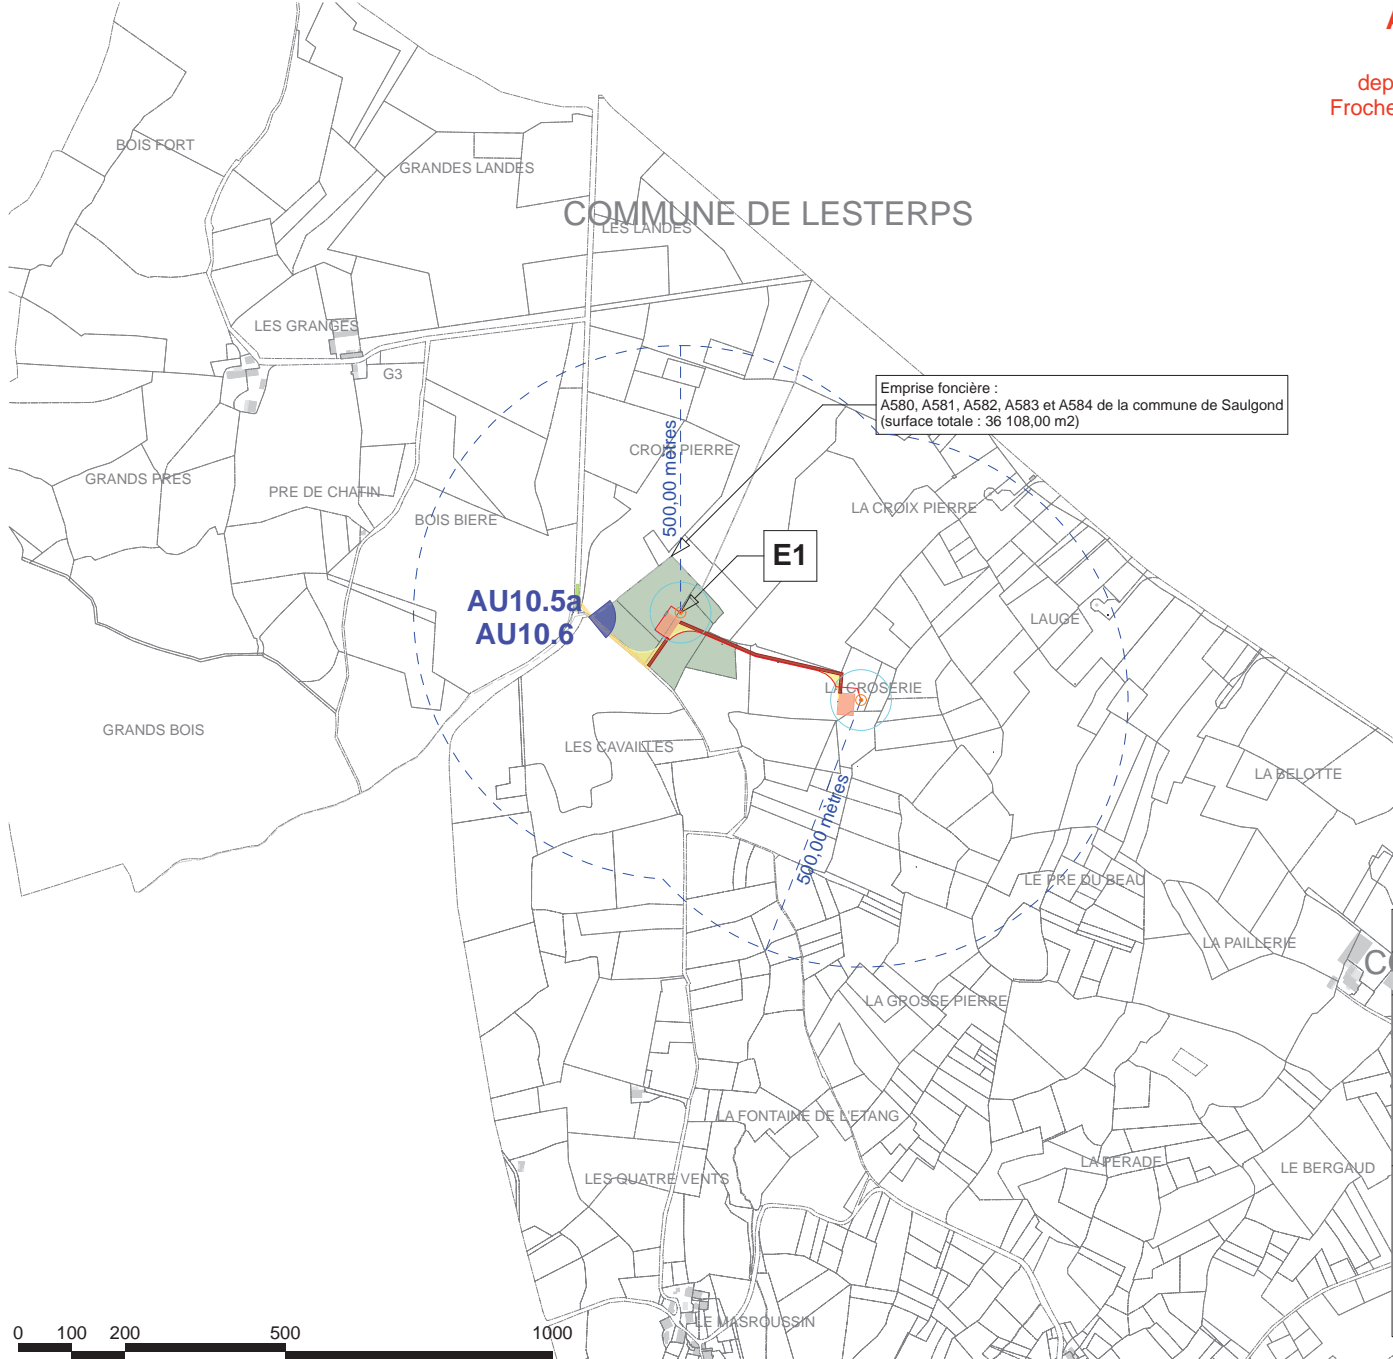 A
dep
Froche
BOIS FORT
GRANDES LANDES
COMMUNE DE LESTERPS
LES LANDES
LES GRANGES
G3
Emprise foncière :
A580, A581, A582, A583 et A584 de la commune de Saulgond
(surface totale : 36 108,00 m2)
CROIX PIERRE
500,00 mètres
GRANDS PRES
PRE DE CHATIN
BOIS BIERE
LA CROIX PIERRE
E1
AU10.5a
AU10.6
LAUGE
LA CROSERIE
GRANDS BOIS
LES CAVAILLES
LA BELOTTE
500,00 mètres
LE PRE DU BEAU
LA PAILLERIE
CO
LA GROSSE PIERRE
LA FONTAINE DE L'ETANG
LA PERADE
LE BERGAUD
LES QUATRE VENTS
LE MASROUSSIN
0 100 200 500 1000